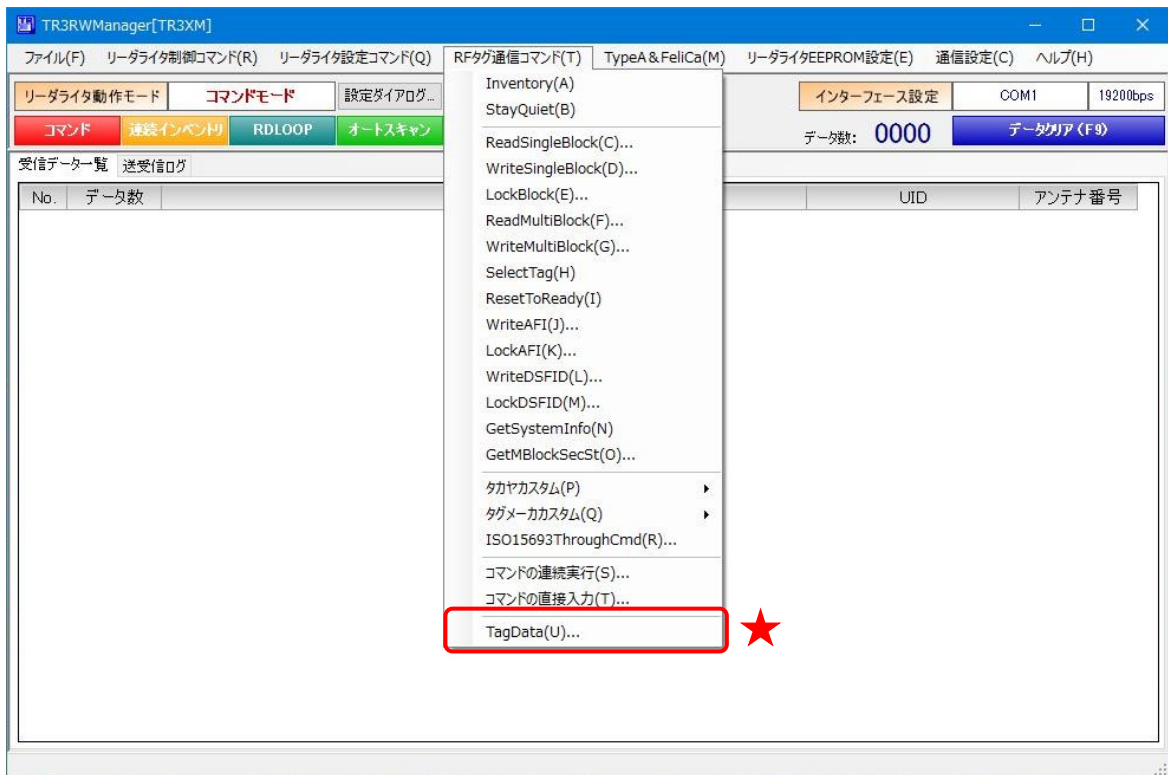 TR3RWManager[TR3XM]
ファイル(F) リーダライタ制御コマンド(R) リーダライタ設定コマンド(Q) RFタグ通信コマンド(T) TypeA&FeliCa(M) リーダライタEEPROM設定(E) 通信設定(C) ヘルプ(H)
リーダライタ動作モード コマンドモード 設定ダイアログ... インターフェース設定 COM1 19200bps
コマンド 連続インベントリ RDLOOP オートスキャン データ数: 0000 データクリア(F9)
受信データ一覧 送受信ログ
No. データ数 UID アンテナ番号
Inventory(A)
StayQuiet(B)
ReadSingleBlock(C)...
WriteSingleBlock(D)...
LockBlock(E)...
ReadMultiBlock(F)...
WriteMultiBlock(G)...
SelectTag(H)
ResetToReady(I)
WriteAFI(J)...
LockAFI(K)...
WriteDSFID(L)...
LockDSFID(M)...
GetSystemInfo(N)
GetMBlockSecSt(O)...
タカヤカスタム(P)
タグメーカカスタム(Q)
ISO15693ThroughCmd(R)...
コマンドの連続実行(S)...
コマンドの直接入力(T)...
TagData(U)...